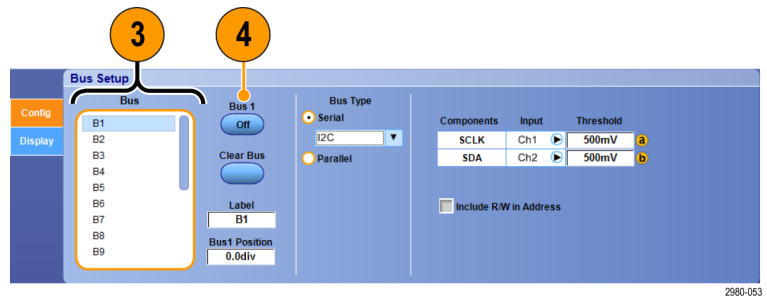 3
4
Bus Setup
Config
Display
Bus
B1
B2
B3
B4
B5
B6
B7
B8
B9
Bus 1
Off
Clear Bus
Label
B1
Bus1 Position
0.0div
Bus Type
Serial
I2C
Parallel
Components Input Threshold
SCLK Ch1 500mV a
SDA Ch2 500mV b
Include R/W in Address
2980-053